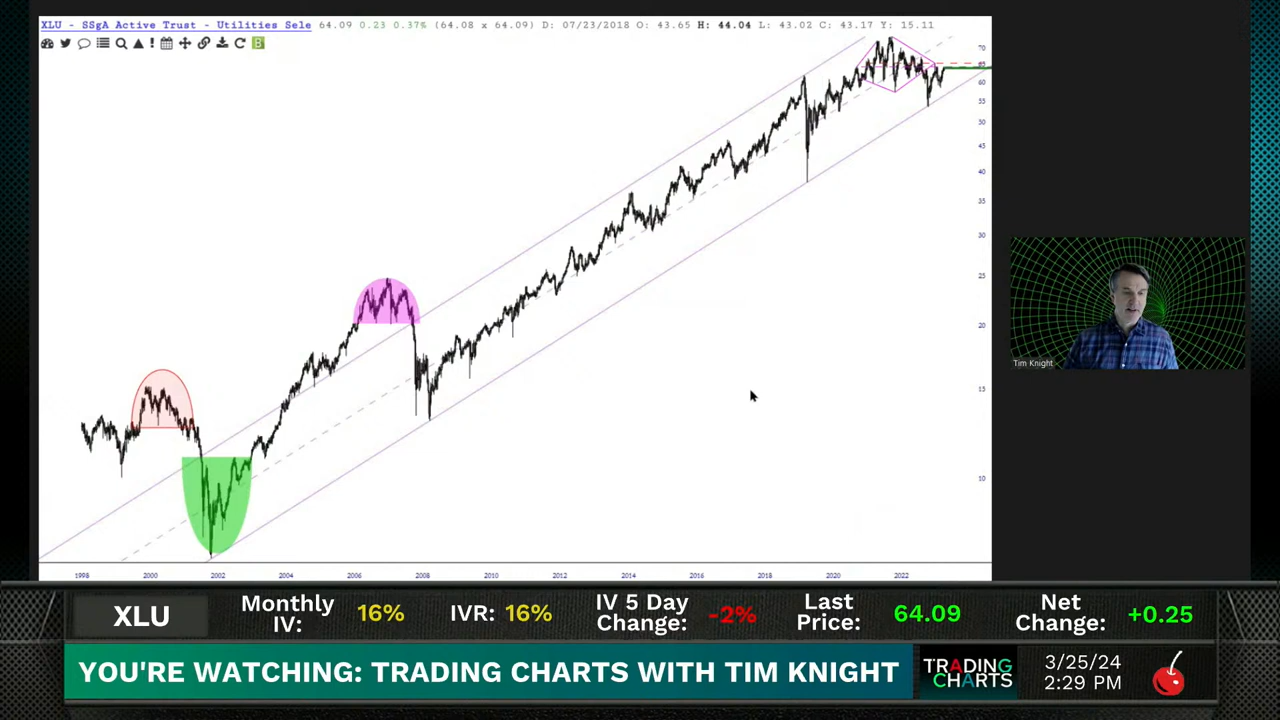 XLU - SSgA Active Trust - Utilities Sele 64.09 0.23 0.37% (64.08 x 64.09) D: 07/23/2018 O: 43.65 H: 44.04 L: 43.02 C: 43.17 Y: 15.11
B
70
65
60
55
50
45
40
35
30
25
20
15
10
1998 2000 2002 2004 2006 2008 2010 2012 2014 2016 2018 2020 2022
Tim Knight
XLU
Monthly IV: 16%
IVR: 16%
IV 5 Day Change: -2%
Last Price: 64.09
Net Change: +0.25
YOU'RE WATCHING: TRADING CHARTS WITH TIM KNIGHT
TRADING CHARTS
3/25/24
2:29 PM